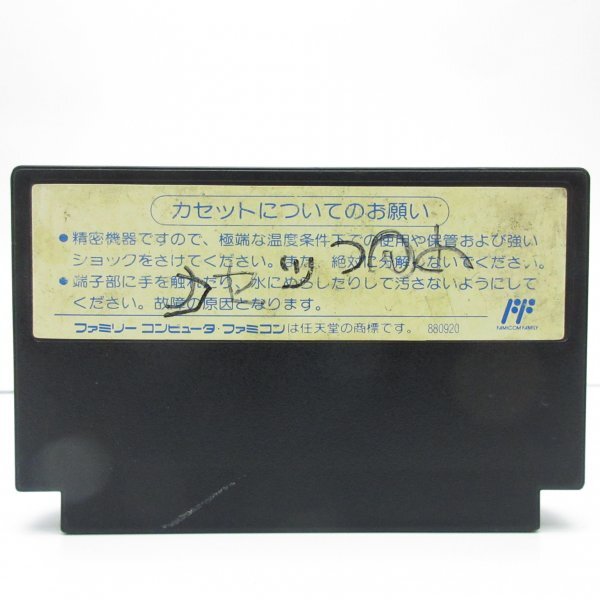 カセットについてのお願い
●精密機器ですので、極端な温度条件下での使用や保管および強い
ショックをさけてください。また、絶対に分解しないでください。
●端子部に手を触れたり、水にぬらしたりして汚さないようにして
ください。故障の原因となります。
ファミリーコンピュータ・ファミコンは任天堂の商標です。 880920
FAMICOM FAMILY